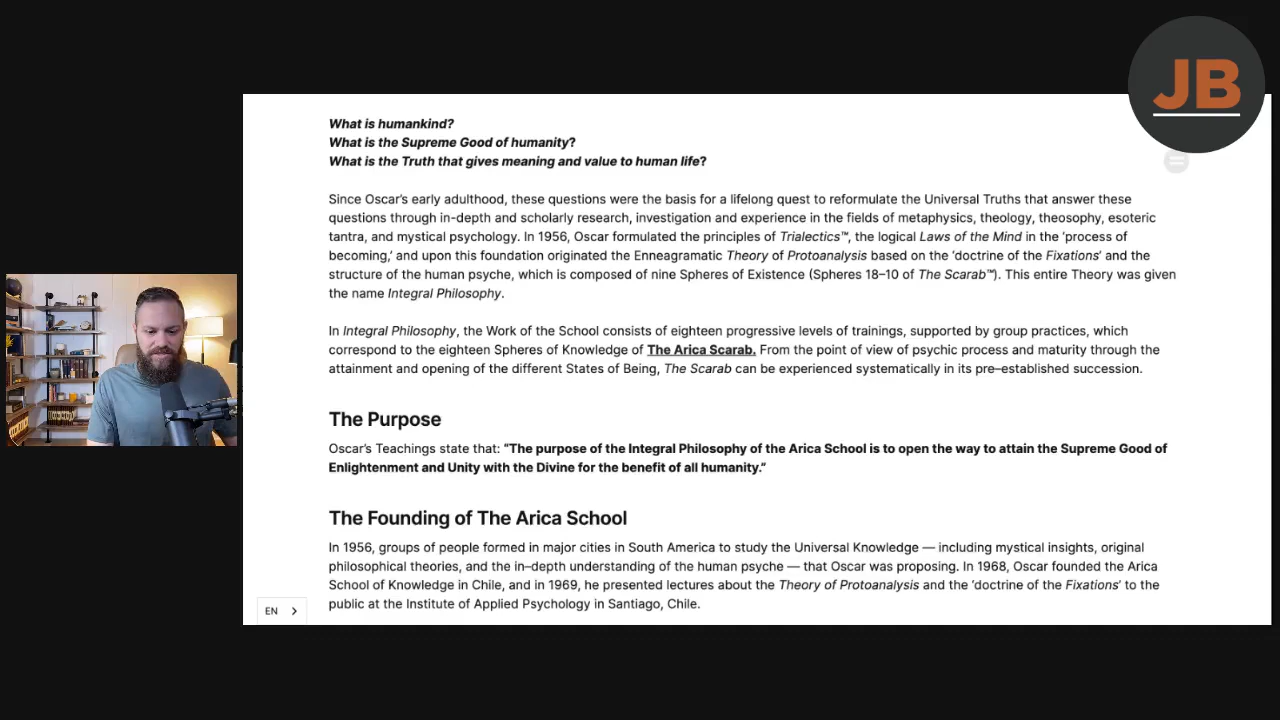 JB
What is humankind?
What is the Supreme Good of humanity?
What is the Truth that gives meaning and value to human life?
Since Oscar's early adulthood, these questions were the basis for a lifelong quest to reformulate the Universal Truths that answer these
questions through in-depth and scholarly research, investigation and experience in the fields of metaphysics, theology, theosophy, esoteric
tantra, and mystical psychology. In 1956, Oscar formulated the principles of Trialectics™, the logical Laws of the Mind in the 'process of
becoming,' and upon this foundation originated the Enneagramatic Theory of Protoanalysis based on the 'doctrine of the Fixations' and the
structure of the human psyche, which is composed of nine Spheres of Existence (Spheres 18–10 of The Scarab™). This entire Theory was given
the name Integral Philosophy.
In Integral Philosophy, the Work of the School consists of eighteen progressive levels of trainings, supported by group practices, which
correspond to the eighteen Spheres of Knowledge of The Arica Scarab. From the point of view of psychic process and maturity through the
attainment and opening of the different States of Being, The Scarab can be experienced systematically in its pre–established succession.
The Purpose
Oscar's Teachings state that: "The purpose of the Integral Philosophy of the Arica School is to open the way to attain the Supreme Good of
Enlightenment and Unity with the Divine for the benefit of all humanity."
The Founding of The Arica School
In 1956, groups of people formed in major cities in South America to study the Universal Knowledge — including mystical insights, original
philosophical theories, and the in–depth understanding of the human psyche — that Oscar was proposing. In 1968, Oscar founded the Arica
School of Knowledge in Chile, and in 1969, he presented lectures about the Theory of Protoanalysis and the 'doctrine of the Fixations' to the
public at the Institute of Applied Psychology in Santiago, Chile.
EN